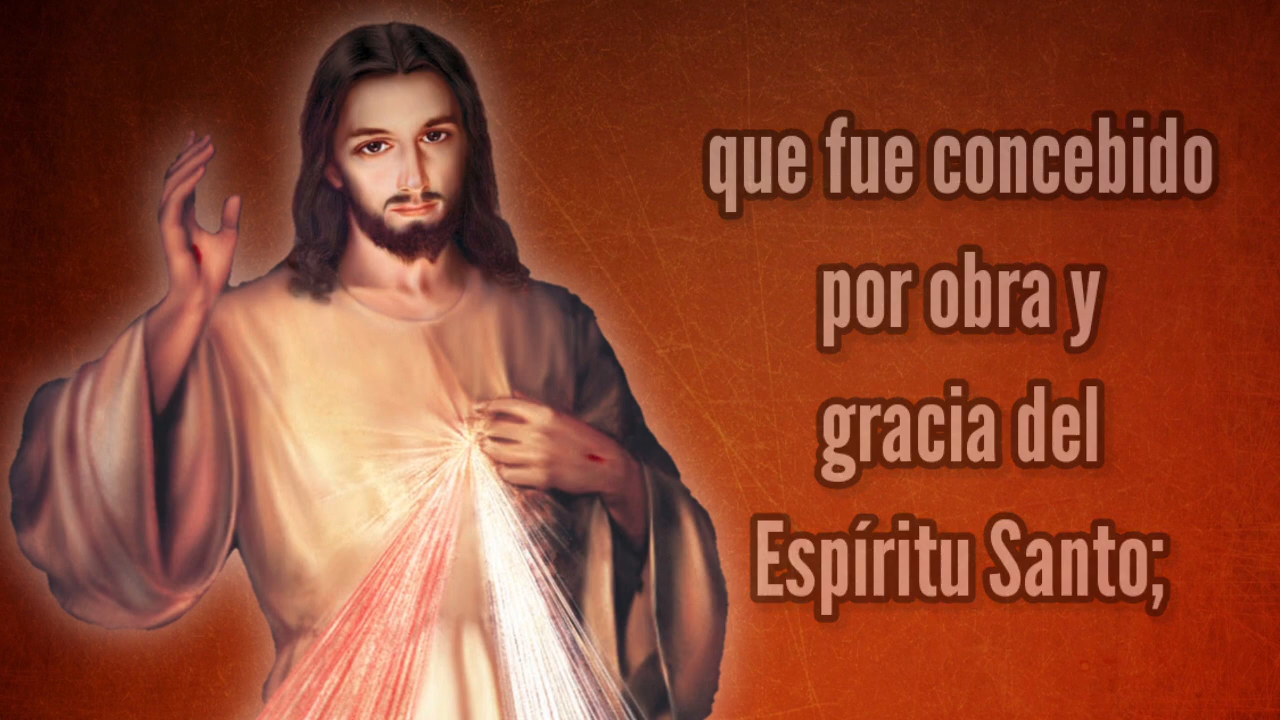 que fue concebido
por obra y
gracia del
Espíritu Santo;